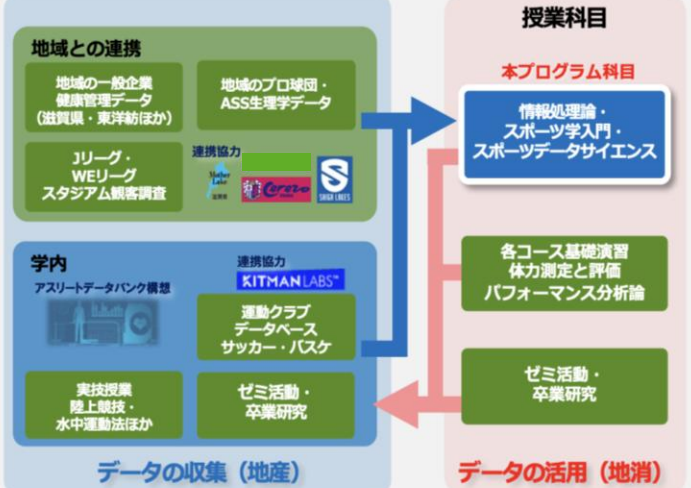 地域との連携
地域の一般企業
健康管理データ
(滋賀県・東洋紡ほか)
地域のプロ球団・
ASS生理学データ
Jリーグ・
WEリーグ
スタジアム観客調査
連携協力
Mother
Lake
滋賀県
Cerezo
SHIGA LAKES
学内
アスリートデータバンク構想
連携協力
KITMAN LABS™
運動クラブ
データベース
サッカー・バスケ
実技授業
陸上競技・
水中運動法ほか
ゼミ活動・
卒業研究
データの収集（地産）
授業科目
本プログラム科目
情報処理論・
スポーツ学入門・
スポーツデータサイエンス
各コース基礎演習
体力測定と評価
パフォーマンス分析論
ゼミ活動・
卒業研究
データの活用（地消）